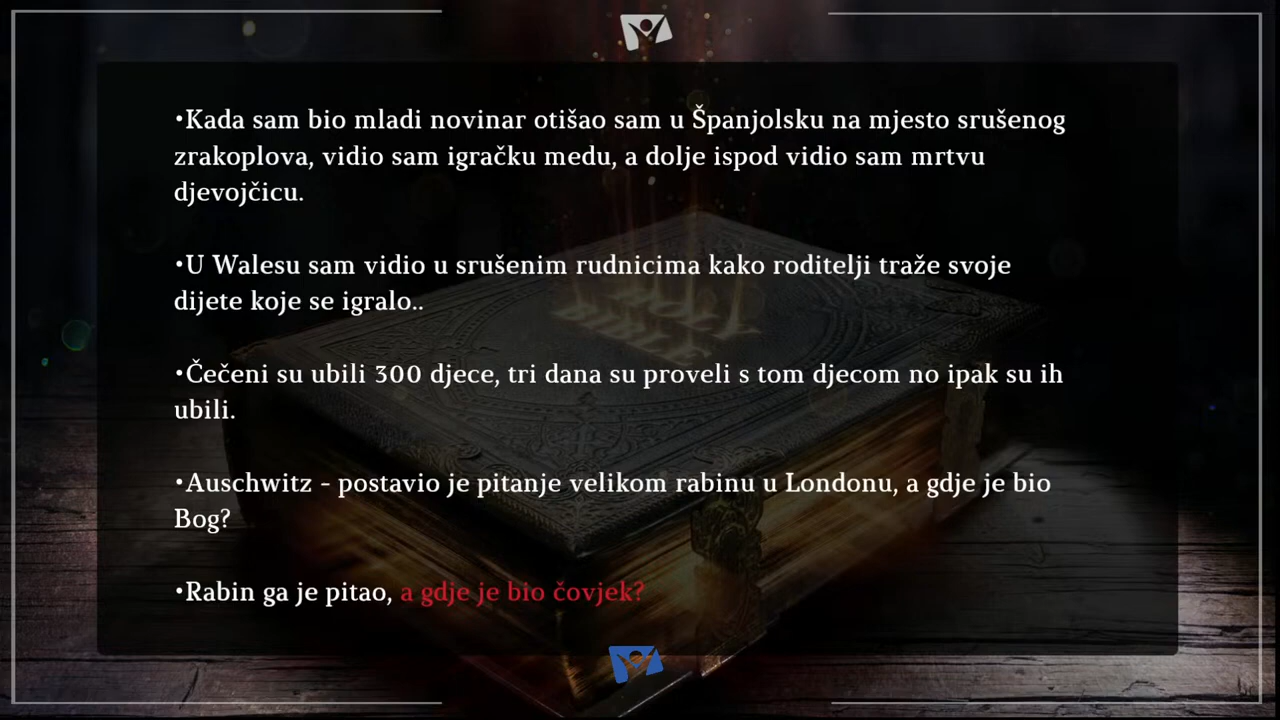 •Kada sam bio mladi novinar otišao sam u Španjolsku na mjesto srušenog
zrakoplova, vidio sam igračku medu, a dolje ispod vidio sam mrtvu
djevojčicu.
•U Walesu sam vidio u srušenim rudnicima kako roditelji traže svoje
dijete koje se igralo..
•Čečeni su ubili 300 djece, tri dana su proveli s tom djecom no ipak su ih
ubili.
•Auschwitz - postavio je pitanje velikom rabinu u Londonu, a gdje je bio
Bog?
•Rabin ga je pitao, a gdje je bio čovjek?
HOLY
BIBLE